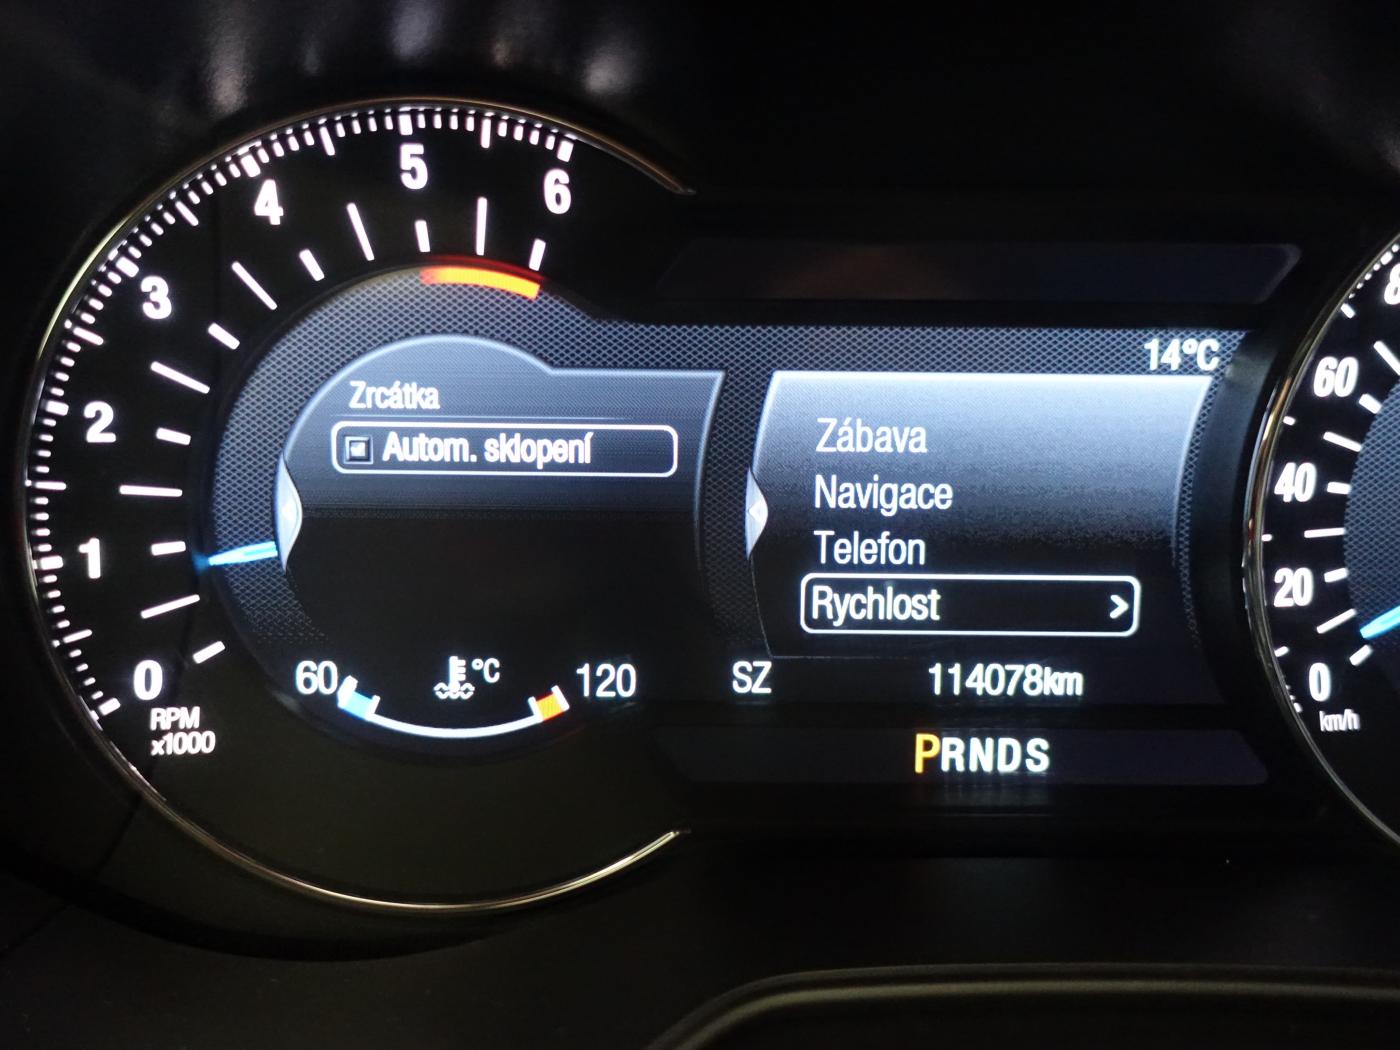 5
6
4
3
2
1
0
RPM
x1000
Zrcátka
Autom. sklopení
60
°C
120
14°C
Zábava
Navigace
Telefon
Rychlost >
SZ
114078km
PRNDS
60
40
20
0
km/h